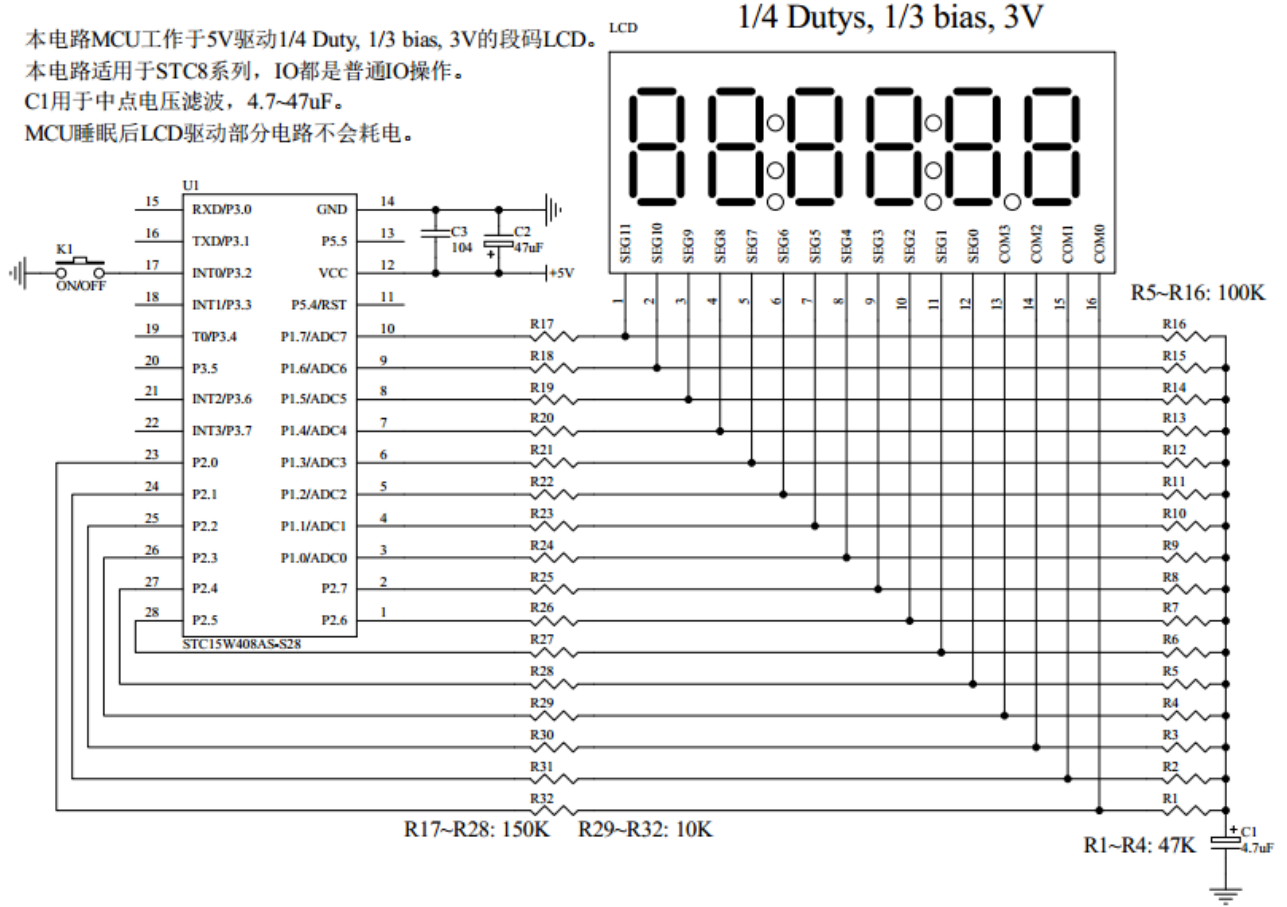 1/4 Dutys, 1/3 bias, 3V
本电路MCU工作于5V驱动1/4 Duty, 1/3 bias, 3V的段码LCD。
本电路适用于STC8系列，IO都是普通IO操作。
C1用于中点电压滤波，4.7~47uF。
MCU睡眠后LCD驱动部分电路不会耗电。
LCD
SEG11 SEG10 SEG9 SEG8 SEG7 SEG6 SEG5 SEG4 SEG3 SEG2 SEG1 SEG0 COM3 COM2 COM1 COM0
1 2 3 4 5 6 7 8 9 10 11 12 13 14 15 16
U1
15 RXD/P3.0 GND 14
16 TXD/P3.1 P5.5 13
17 INT0/P3.2 VCC 12
18 INT1/P3.3 P5.4/RST 11
19 T0/P3.4 P1.7/ADC7 10
20 P3.5 P1.6/ADC6 9
21 INT2/P3.6 P1.5/ADC5 8
22 INT3/P3.7 P1.4/ADC4 7
23 P2.0 P1.3/ADC3 6
24 P2.1 P1.2/ADC2 5
25 P2.2 P1.1/ADC1 4
26 P2.3 P1.0/ADC0 3
27 P2.4 P2.7 2
28 P2.5 P2.6 1
STC15W408AS-S28
K1
ON/OFF
C3
104
C2
+
47uF
+5V
R5~R16: 100K
R17 R16
R18 R15
R19 R14
R20 R13
R21 R12
R22 R11
R23 R10
R24 R9
R25 R8
R26 R7
R27 R6
R28 R5
R29 R4
R30 R3
R31 R2
R32 R1
R17~R28: 150K R29~R32: 10K
R1~R4: 47K
+ C1
4.7uF